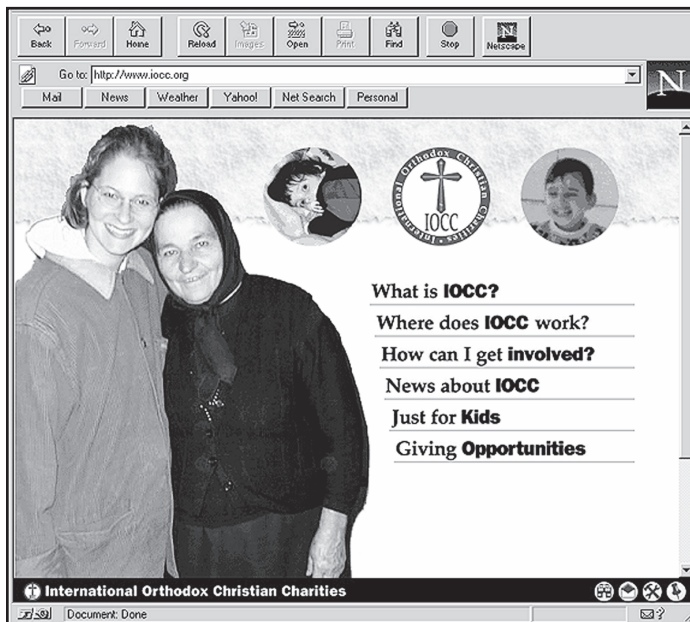 Back Forward Home Reload Images Open Print Find Stop Netscape
Go to: http://www.iocc.org
N
Mail News Weather Yahoo! Net Search Personal
International Orthodox Christian Charities
IOCC
What is IOCC?
Where does IOCC work?
How can I get involved?
News about IOCC
Just for Kids
Giving Opportunities
International Orthodox Christian Charities
Document: Done